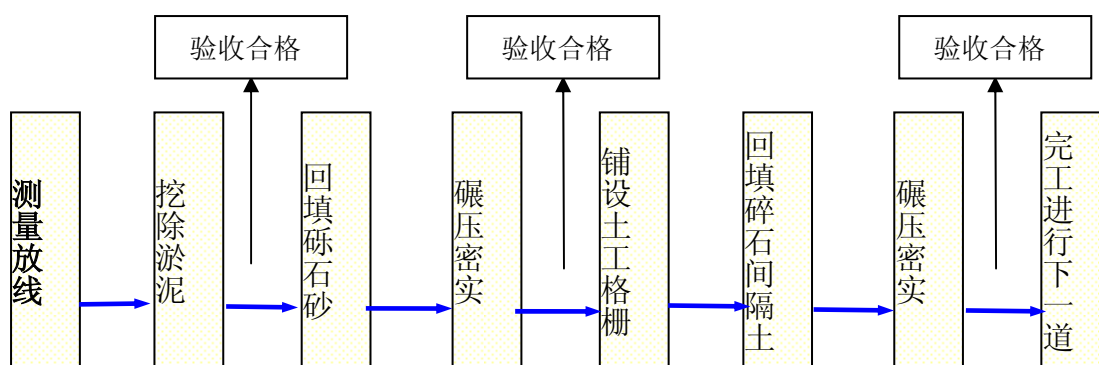 验收合格
验收合格
验收合格
测量放线
挖除淤泥
回填砾石砂
碾压密实
铺设土工格栅
回填碎石间隔土
碾压密实
完工进行下一道